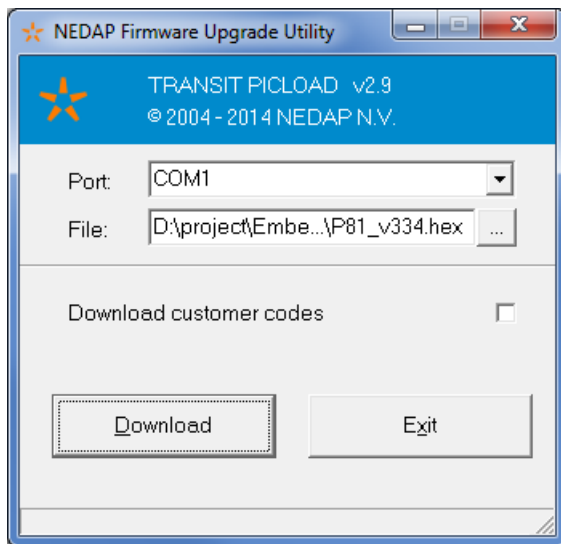 NEDAP Firmware Upgrade Utility
TRANSIT PICLOAD v2.9
© 2004 - 2014 NEDAP N.V.
Port: COM1
File: D:\project\Embe...\P81_v334.hex ...
Download customer codes
Download Exit